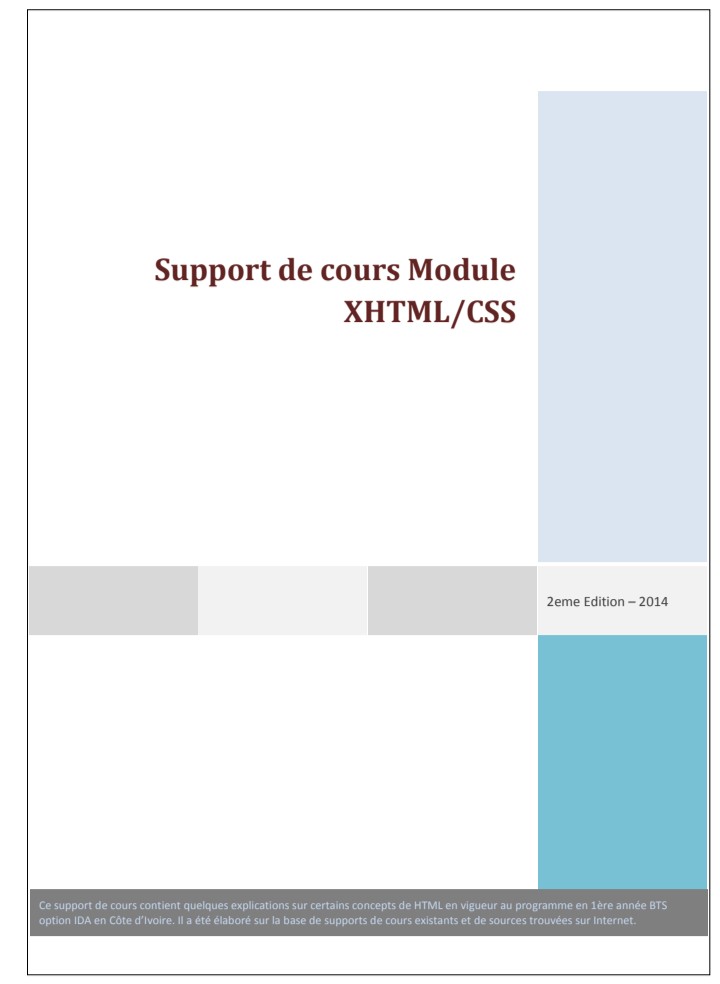 Support de cours Module
XHTML/CSS
2eme Edition – 2014
Ce support de cours contient quelques explications sur certains concepts de HTML en vigueur au programme en 1ère année BTS
option IDA en Côte d’Ivoire. Il a été élaboré sur la base de supports de cours existants et de sources trouvées sur Internet.